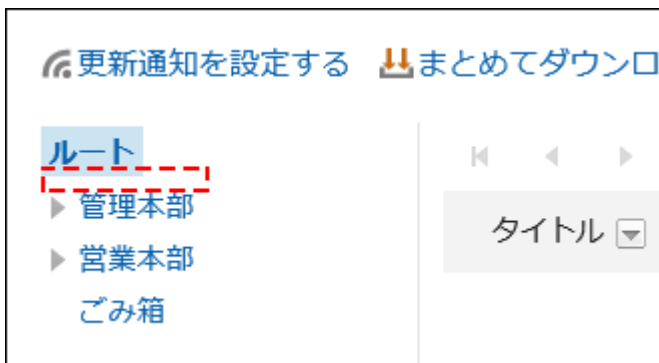 更新通知を設定する まとめてダウンロ
ルート
管理本部
タイトル
営業本部
ごみ箱